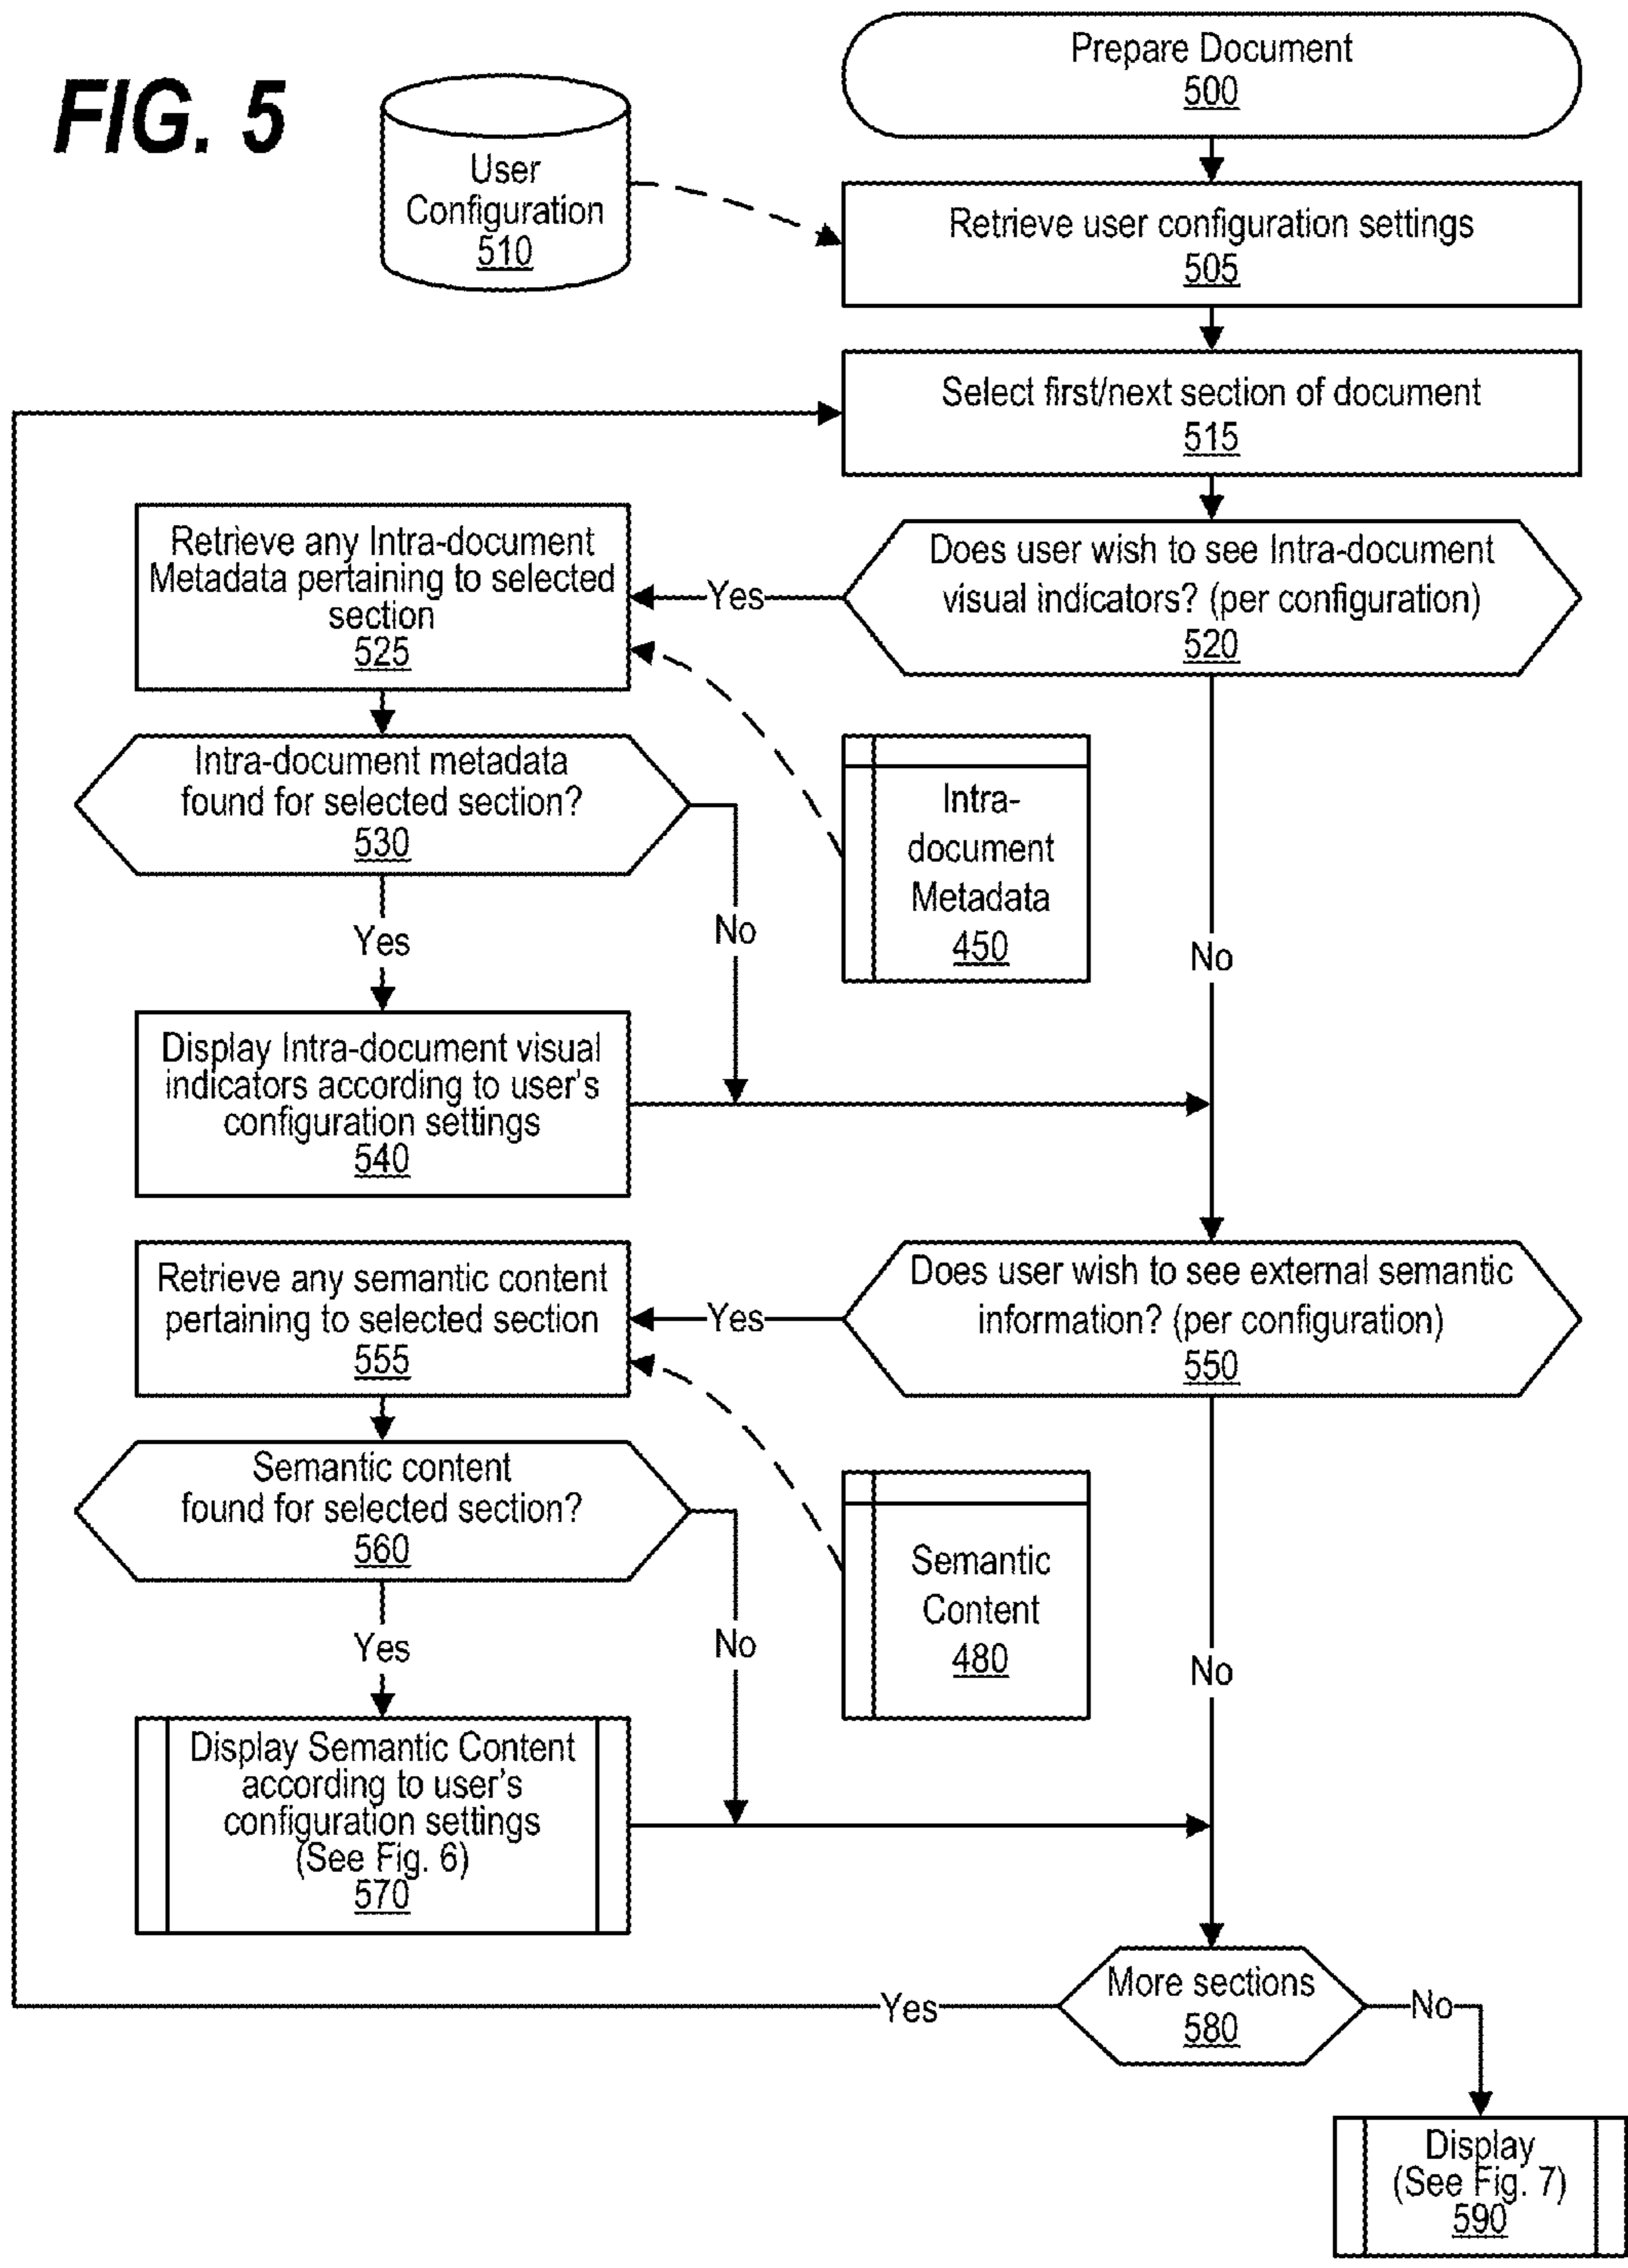 FIG. 5
Prepare Document
500
User
Configuration
510
Retrieve user configuration settings
505
Select first/next section of document
515
Does user wish to see Intra-document
visual indicators? (per configuration)
520
Yes
No
Retrieve any Intra-document
Metadata pertaining to selected
section
525
Intra-document metadata
found for selected section?
530
Yes
No
Intra-
document
Metadata
450
Display Intra-document visual
indicators according to user's
configuration settings
540
Does user wish to see external semantic
information? (per configuration)
550
Yes
No
Retrieve any semantic content
pertaining to selected section
555
Semantic content
found for selected section?
560
Yes
No
Semantic
Content
480
Display Semantic Content
according to user's
configuration settings
(See Fig. 6)
570
More sections
580
Yes
No
Display
(See Fig. 7)
590